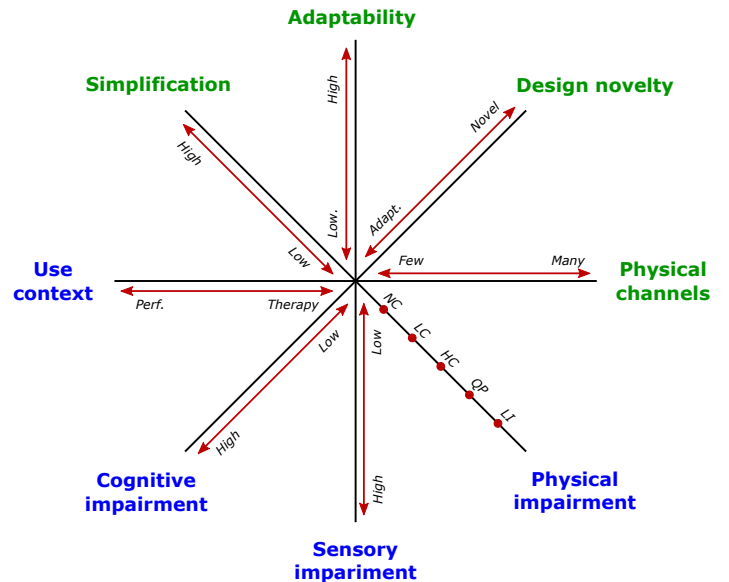 Adaptability
Simplification
Design novelty
High
Novel
High
Low.
Adapt.
Low
Few
Many
Use
context
Physical
channels
Perf.
Therapy
NC
Low
Low
LC
HC
QP
LI
High
High
Cognitive
impairment
Physical
impairment
Sensory
impariment